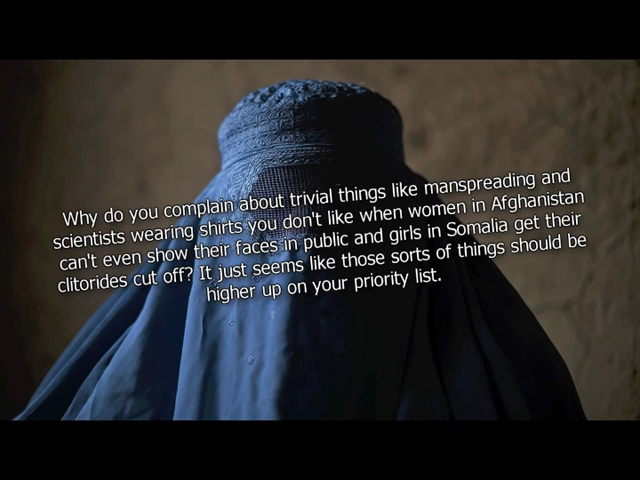 Why do you complain about trivial things like manspreading and
scientists wearing shirts you don't like when women in Afghanistan
can't even show their faces in public and girls in Somalia get their
clitorides cut off? It just seems like those sorts of things should be
higher up on your priority list.